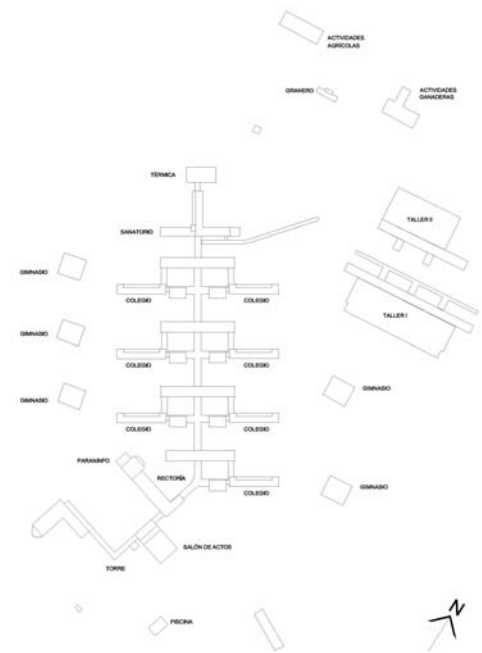 ACTIVIDADES
AGRÍCOLAS
GRANERO
ACTIVIDADES
GANADERAS
TÉRMICA
TALLER II
SANATORIO
GIMNASIO
COLEGIO
COLEGIO
TALLER I
GIMNASIO
COLEGIO
COLEGIO
GIMNASIO
GIMNASIO
COLEGIO
COLEGIO
PARANINFO
RECTORÍA
GIMNASIO
COLEGIO
SALÓN DE ACTOS
TORRE
N
PISCINA